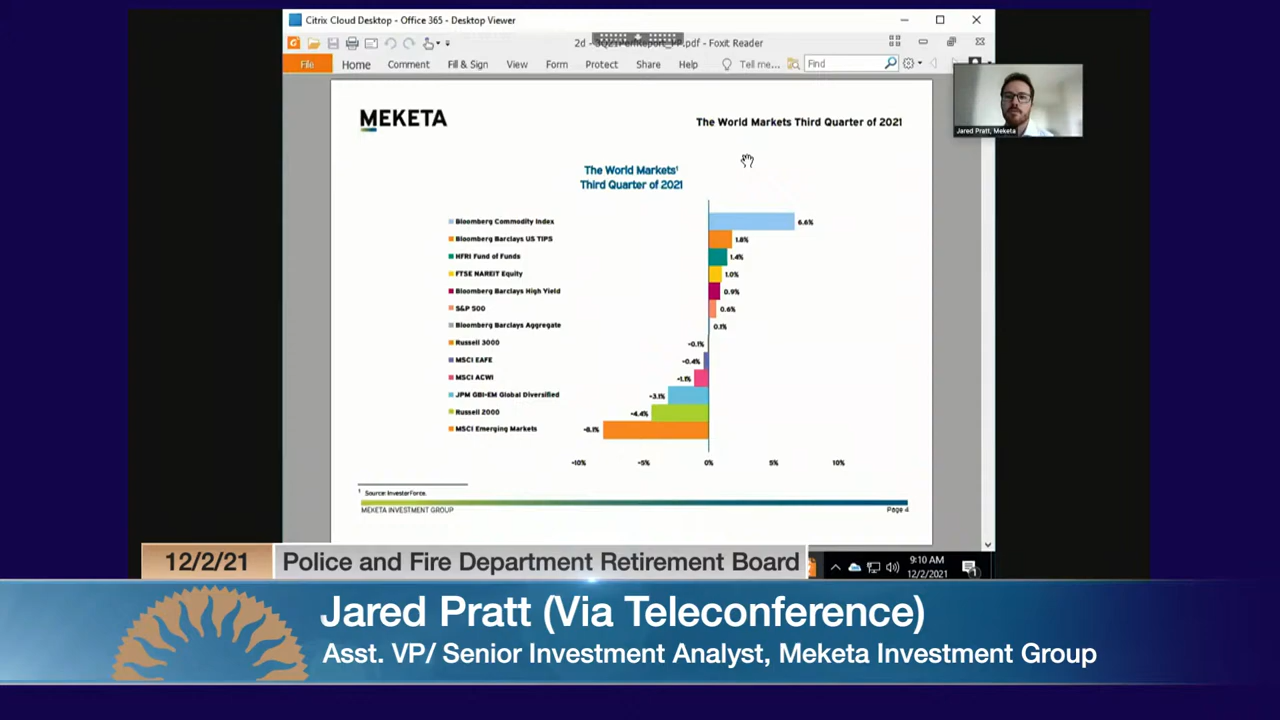 Citrix Cloud Desktop - Office 365 - Desktop Viewer
.pdf - Foxit Reader
File Home Comment Fill & Sign View Form Protect Share Help Tell me... Find
MEKETA
The World Markets Third Quarter of 2021
Jared Pratt, Meketa
The World Markets¹
Third Quarter of 2021
Bloomberg Commodity Index 6.6%
Bloomberg Barclays US TIPS 1.8%
HFRI Fund of Funds 1.4%
FTSE NAREIT Equity 1.0%
Bloomberg Barclays High Yield 0.9%
S&P 500 0.6%
Bloomberg Barclays Aggregate 0.1%
Russell 3000 -0.1%
MSCI EAFE -0.4%
MSCI ACWI -1.1%
JPM GBI-EM Global Diversified -3.1%
Russell 2000 -4.4%
MSCI Emerging Markets -8.1%
-10% -5% 0% 5% 10%
¹ Source: InvestorForce.
MEKETA INVESTMENT GROUP Page 4
9:10 AM
12/2/2021
12/2/21 Police and Fire Department Retirement Board
Jared Pratt (Via Teleconference)
Asst. VP/ Senior Investment Analyst, Meketa Investment Group